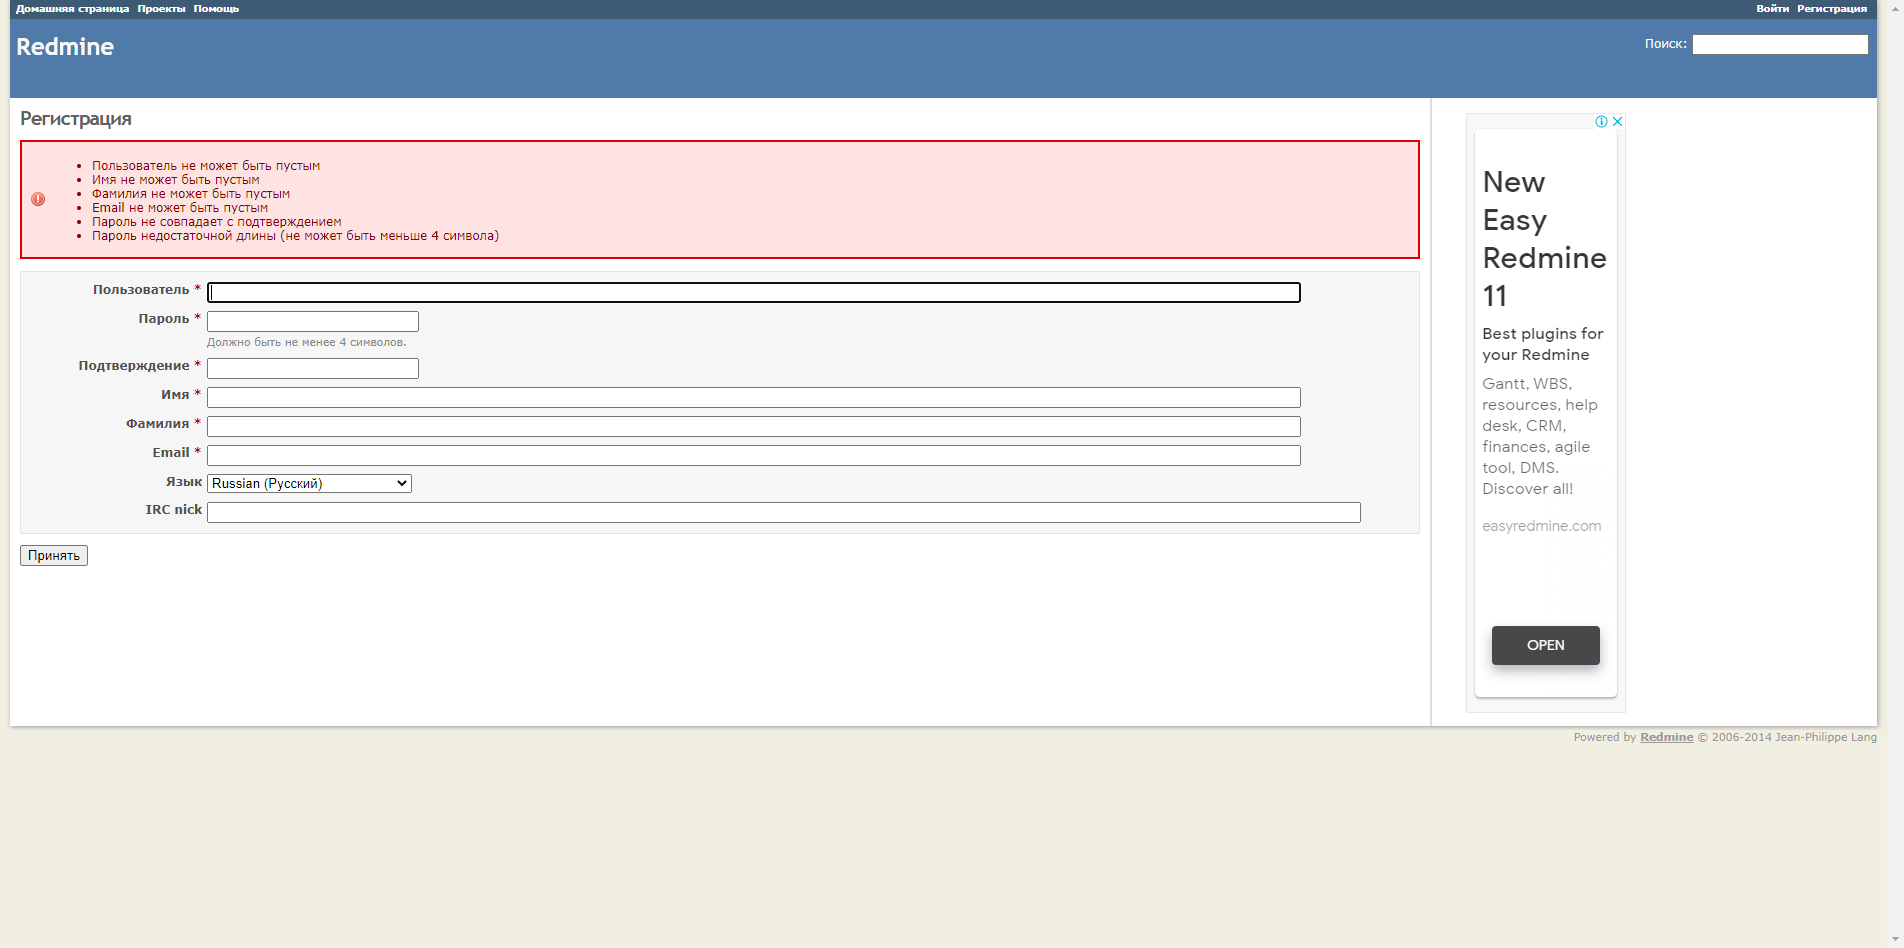 Домашняя страница Проекты Помощь
Войти Регистрация
Redmine
Поиск:
Регистрация
Пользователь не может быть пустым
Имя не может быть пустым
Фамилия не может быть пустым
Email не может быть пустым
Пароль не совпадает с подтверждением
Пароль недостаточной длины (не может быть меньше 4 символа)
Пользователь *
Пароль *
Должно быть не менее 4 символов.
Подтверждение *
Имя *
Фамилия *
Email *
Язык Russian (Русский)
IRC nick
Принять
New
Easy
Redmine
11
Best plugins for
your Redmine
Gantt, WBS,
resources, help
desk, CRM,
finances, agile
tool, DMS.
Discover all!
easyredmine.com
OPEN
Powered by Redmine © 2006-2014 Jean-Philippe Lang